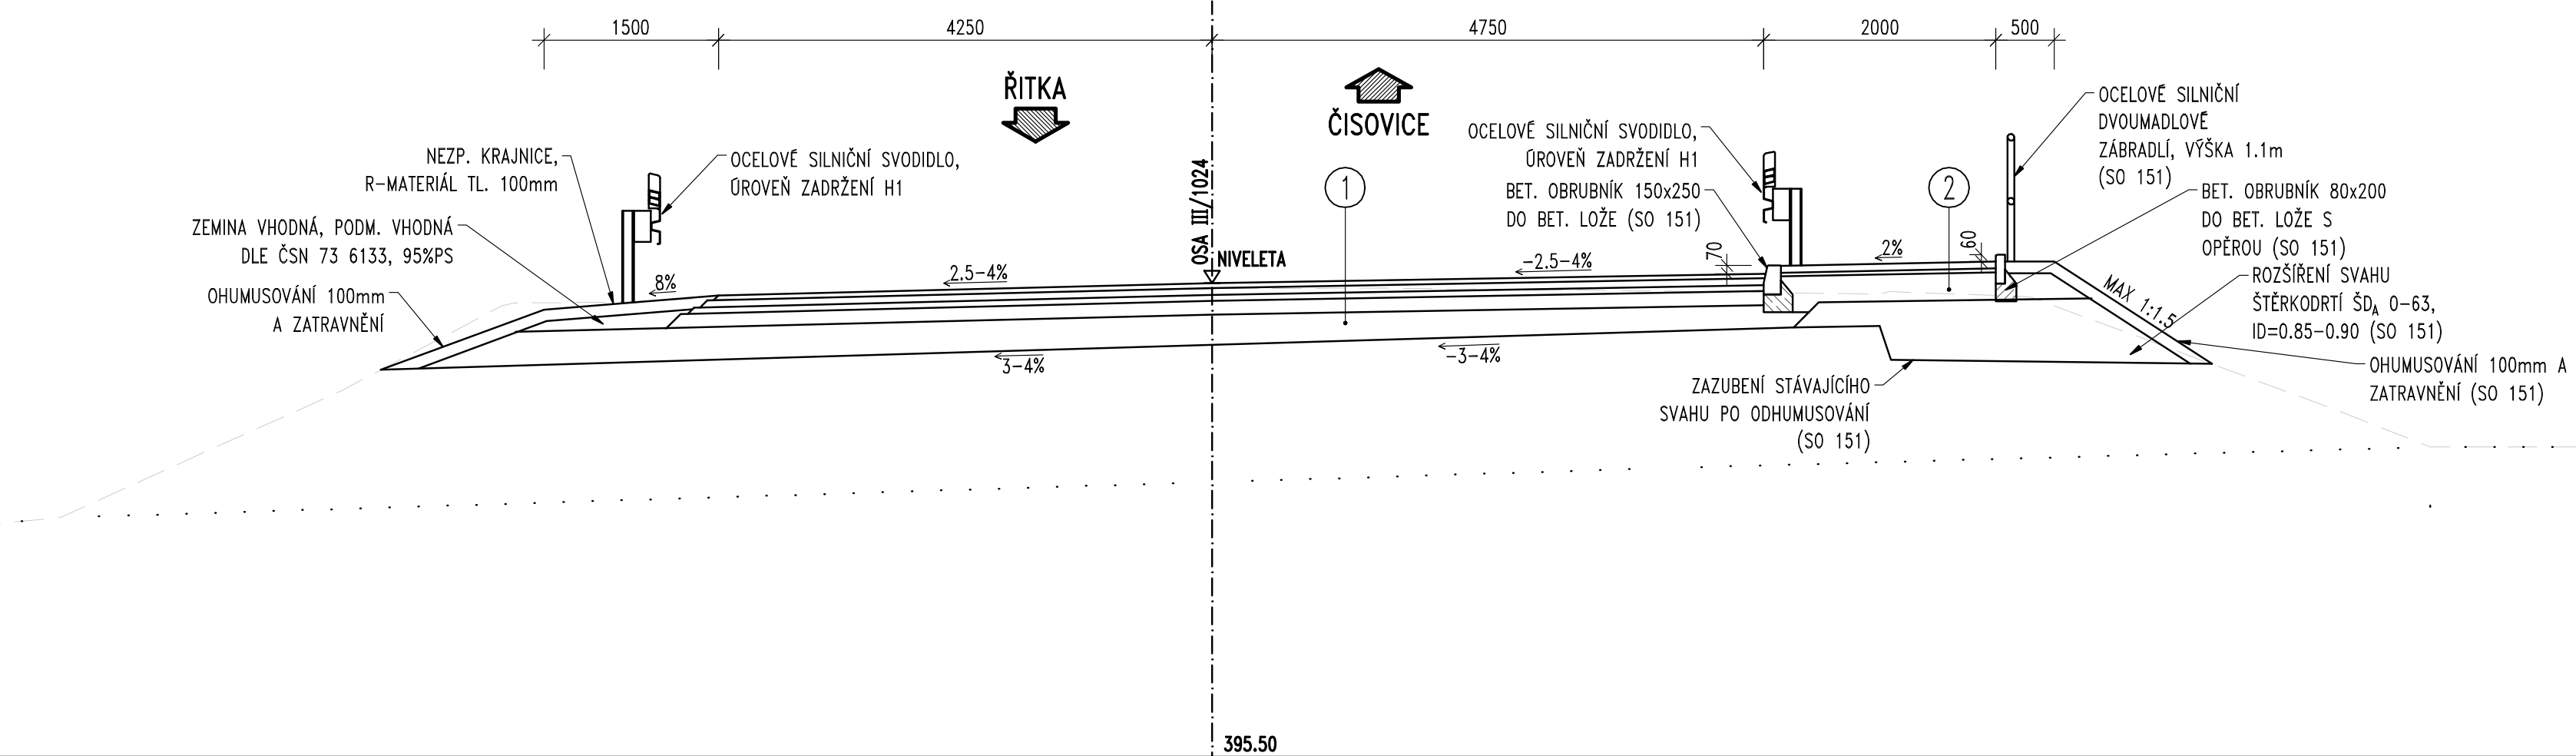 1500
4250
4750
2000
500
ŘITKA
ČISOVICE
OCELOVÉ SILNIČNÍ
DVOUMADLOVÉ
ZÁBRADLÍ, VÝŠKA 1.1m
(SO 151)
NEZP. KRAJNICE,
R-MATERIÁL TL. 100mm
OCELOVÉ SILNIČNÍ SVODIDLO,
ÚROVEŇ ZADRŽENÍ H1
OSA III/1024
NIVELETA
1
OCELOVÉ SILNIČNÍ SVODIDLO,
ÚROVEŇ ZADRŽENÍ H1
BET. OBRUBNÍK 150x250
DO BET. LOŽE (SO 151)
2
BET. OBRUBNÍK 80x200
DO BET. LOŽE S
OPĚROU (SO 151)
ZEMINA VHODNÁ, PODM. VHODNÁ
DLE ČSN 73 6133, 95%PS
OHUMUSOVÁNÍ 100mm
A ZATRAVNĚNÍ
8%
2.5-4%
-2.5-4%
70
2%
60
MAX 1:1.5
ROZŠÍŘENÍ SVAHU
ŠTĚRKODRTÍ ŠDA 0-63,
ID=0.85-0.90 (SO 151)
3-4%
-3-4%
ZAZUBENÍ STÁVAJÍCÍHO
SVAHU PO ODHUMUSOVÁNÍ
(SO 151)
OHUMUSOVÁNÍ 100mm A
ZATRAVNĚNÍ (SO 151)
395.50